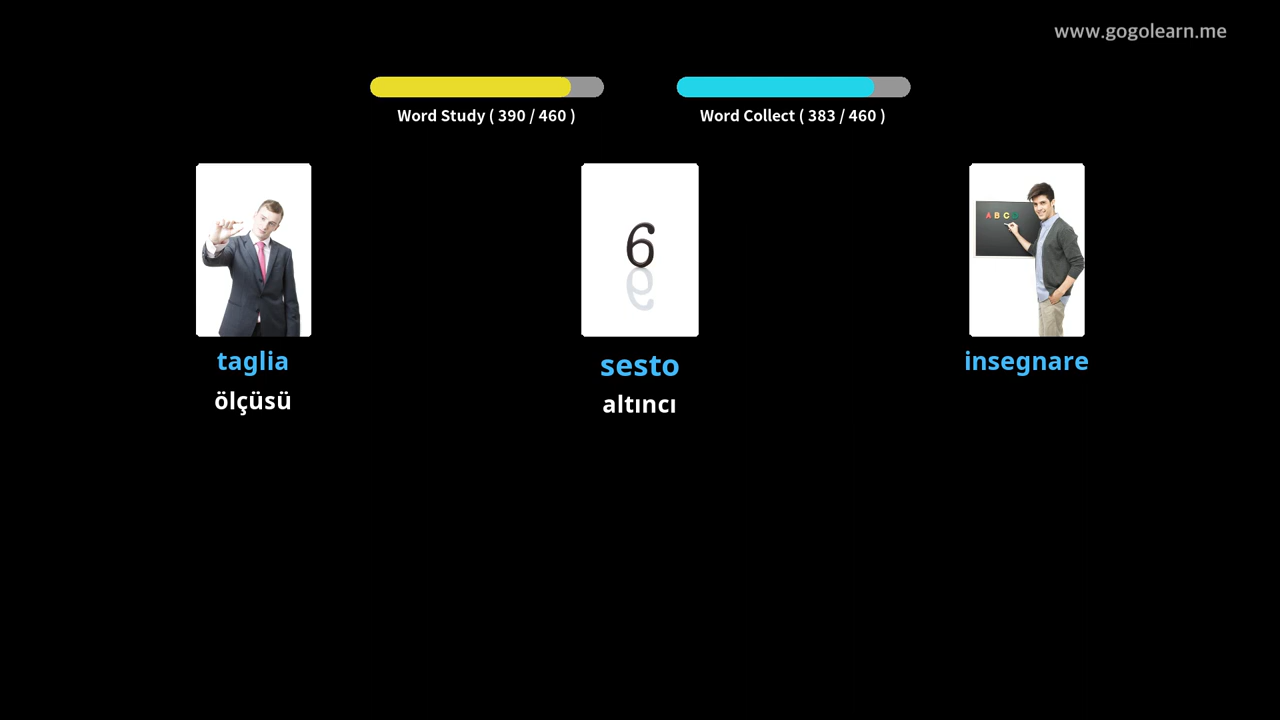 www.gogolearn.me
Word Study ( 390 / 460 )
Word Collect ( 383 / 460 )
6
A B C
taglia
sesto
insegnare
ölçüsü
altıncı